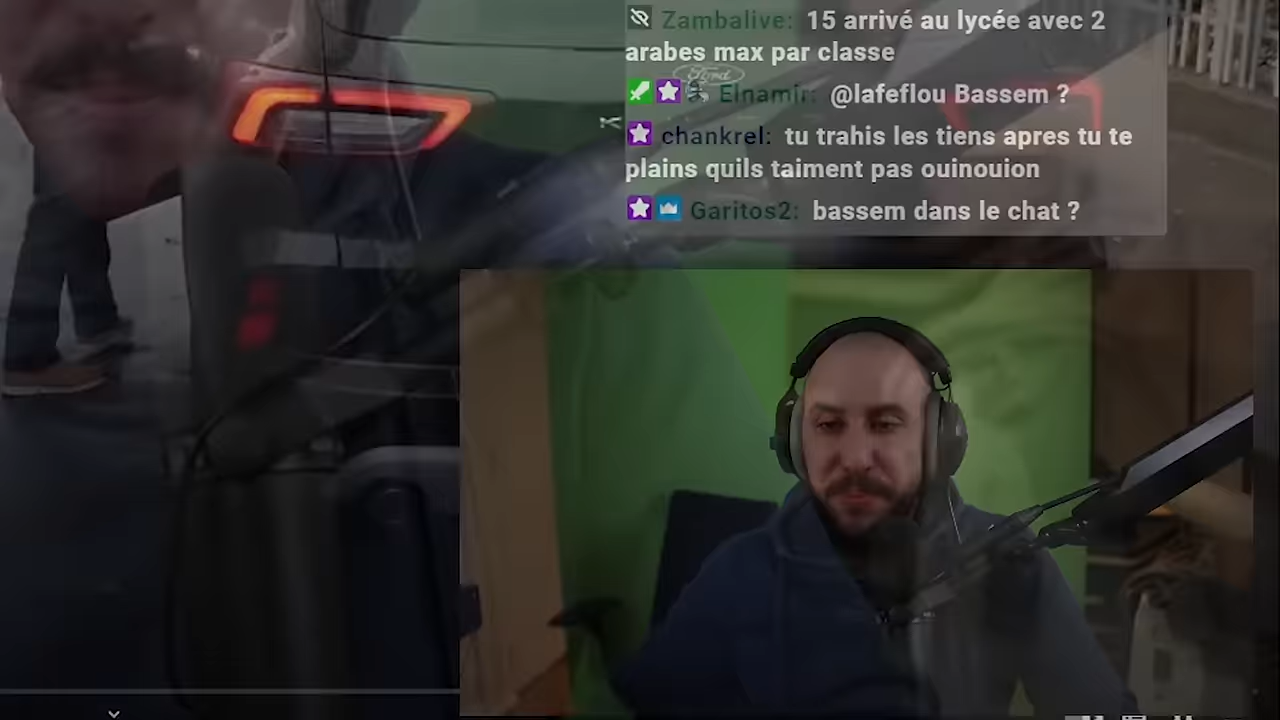 Zambalive: 15 arrivé au lycée avec 2
arabes max par classe
Ford
Elnamir: @lafeflou Bassem ?
chankrel: tu trahis les tiens apres tu te
plains quils taiment pas ouinouion
Garitos2: bassem dans le chat ?